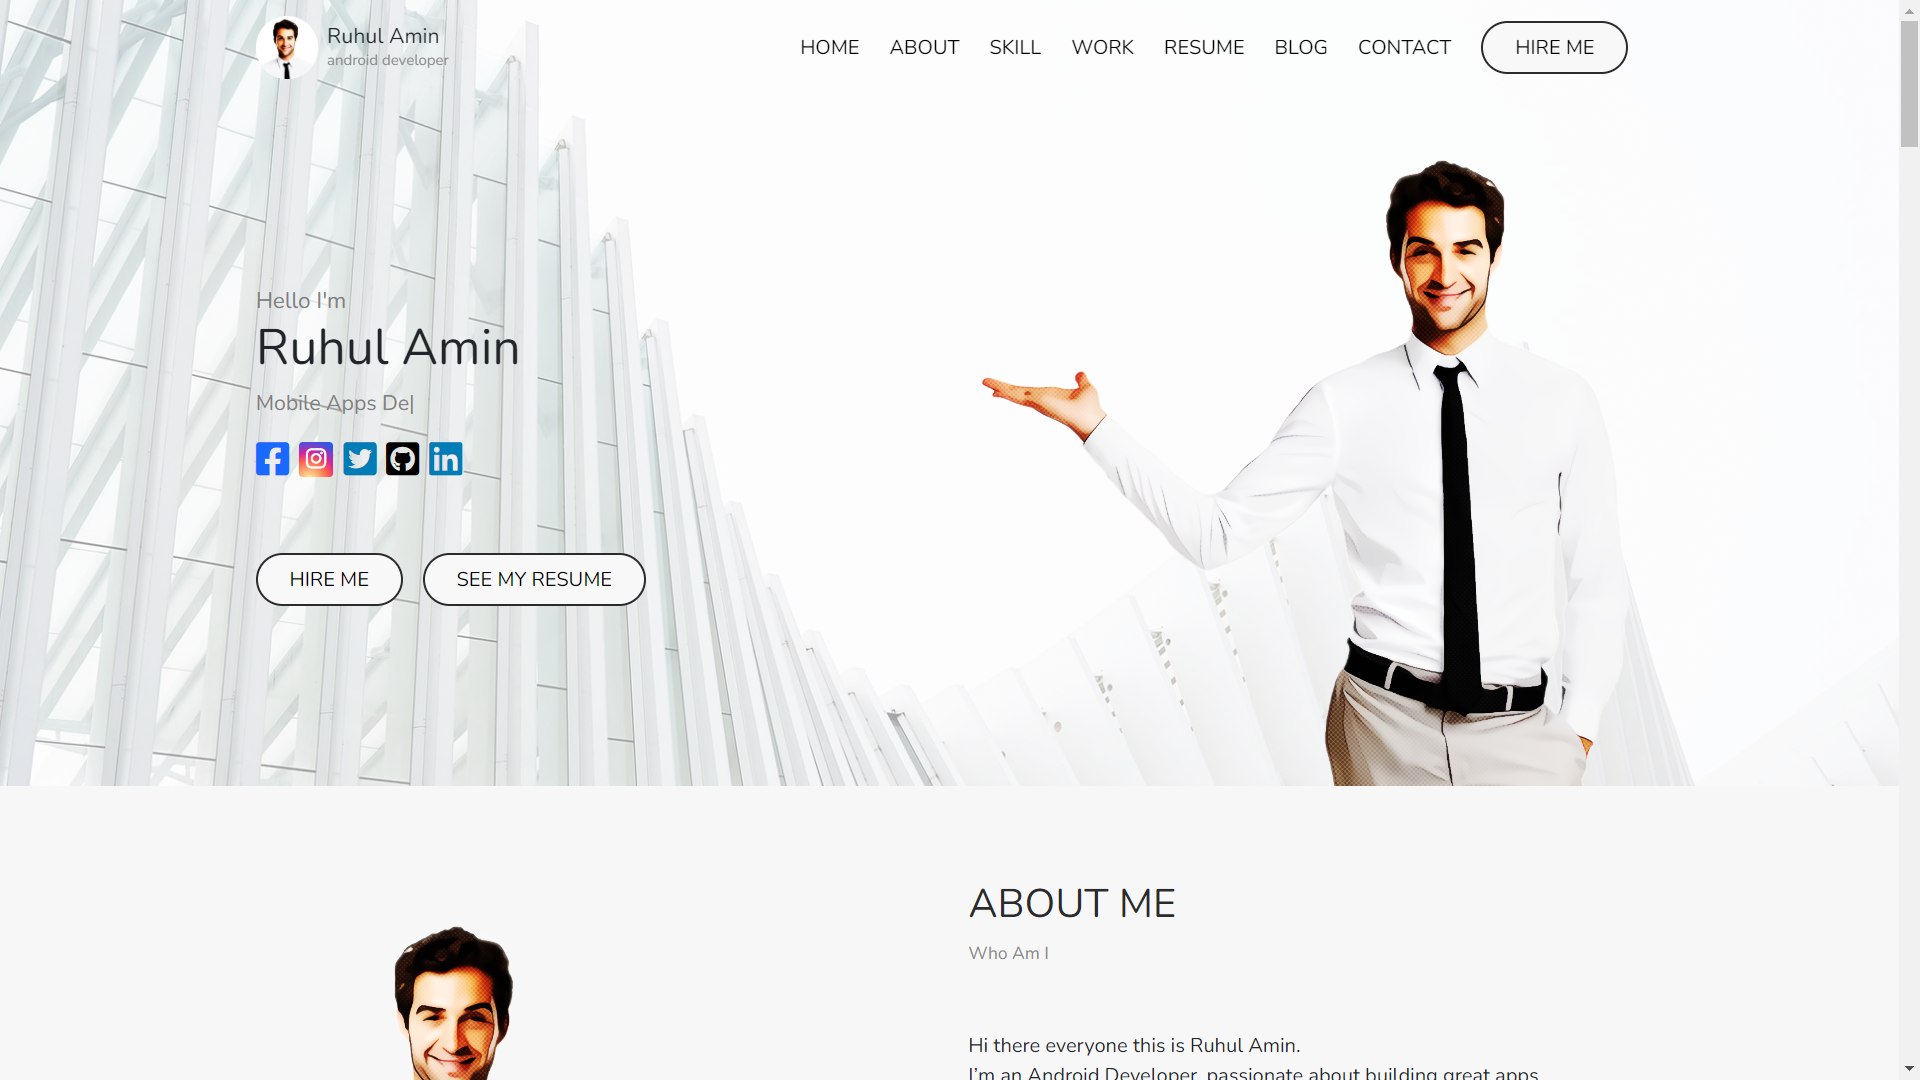 Ruhul Amin
android developer
HOME ABOUT SKILL WORK RESUME BLOG CONTACT HIRE ME
Hello I'm
Ruhul Amin
Mobile Apps De|
HIRE ME SEE MY RESUME
ABOUT ME
Who Am I
Hi there everyone this is Ruhul Amin.
I'm an Android Developer, passionate about building great apps